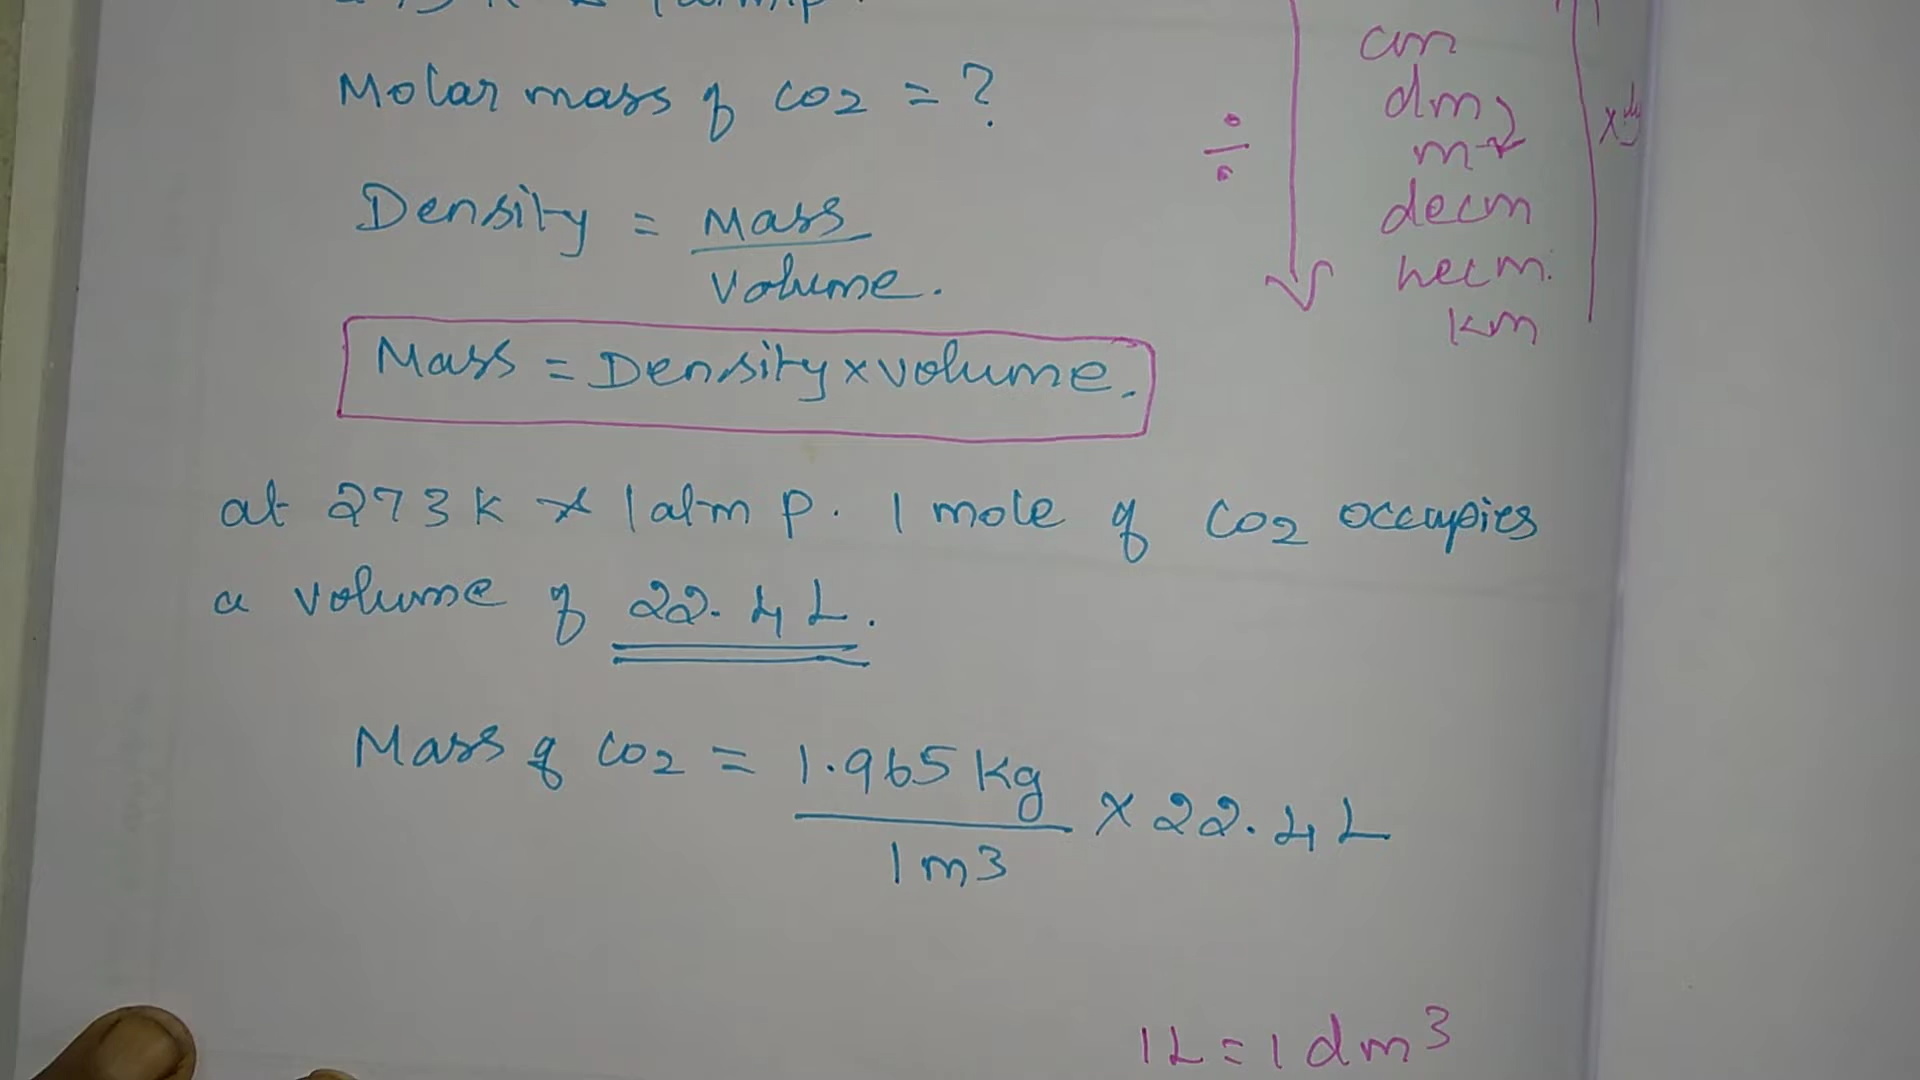 Molar mass of co2 = ?
Density = Mass
Volume.
Mass = Density x volume.
at 273 K & 1 atm p. 1 mole of co2 occupies
a volume of 22.4 L.
Mass of co2 = 1.965 Kg x 22.4 L
1 m3
1L = 1 dm3
÷
cm
dm
m
decm
hecm.
km